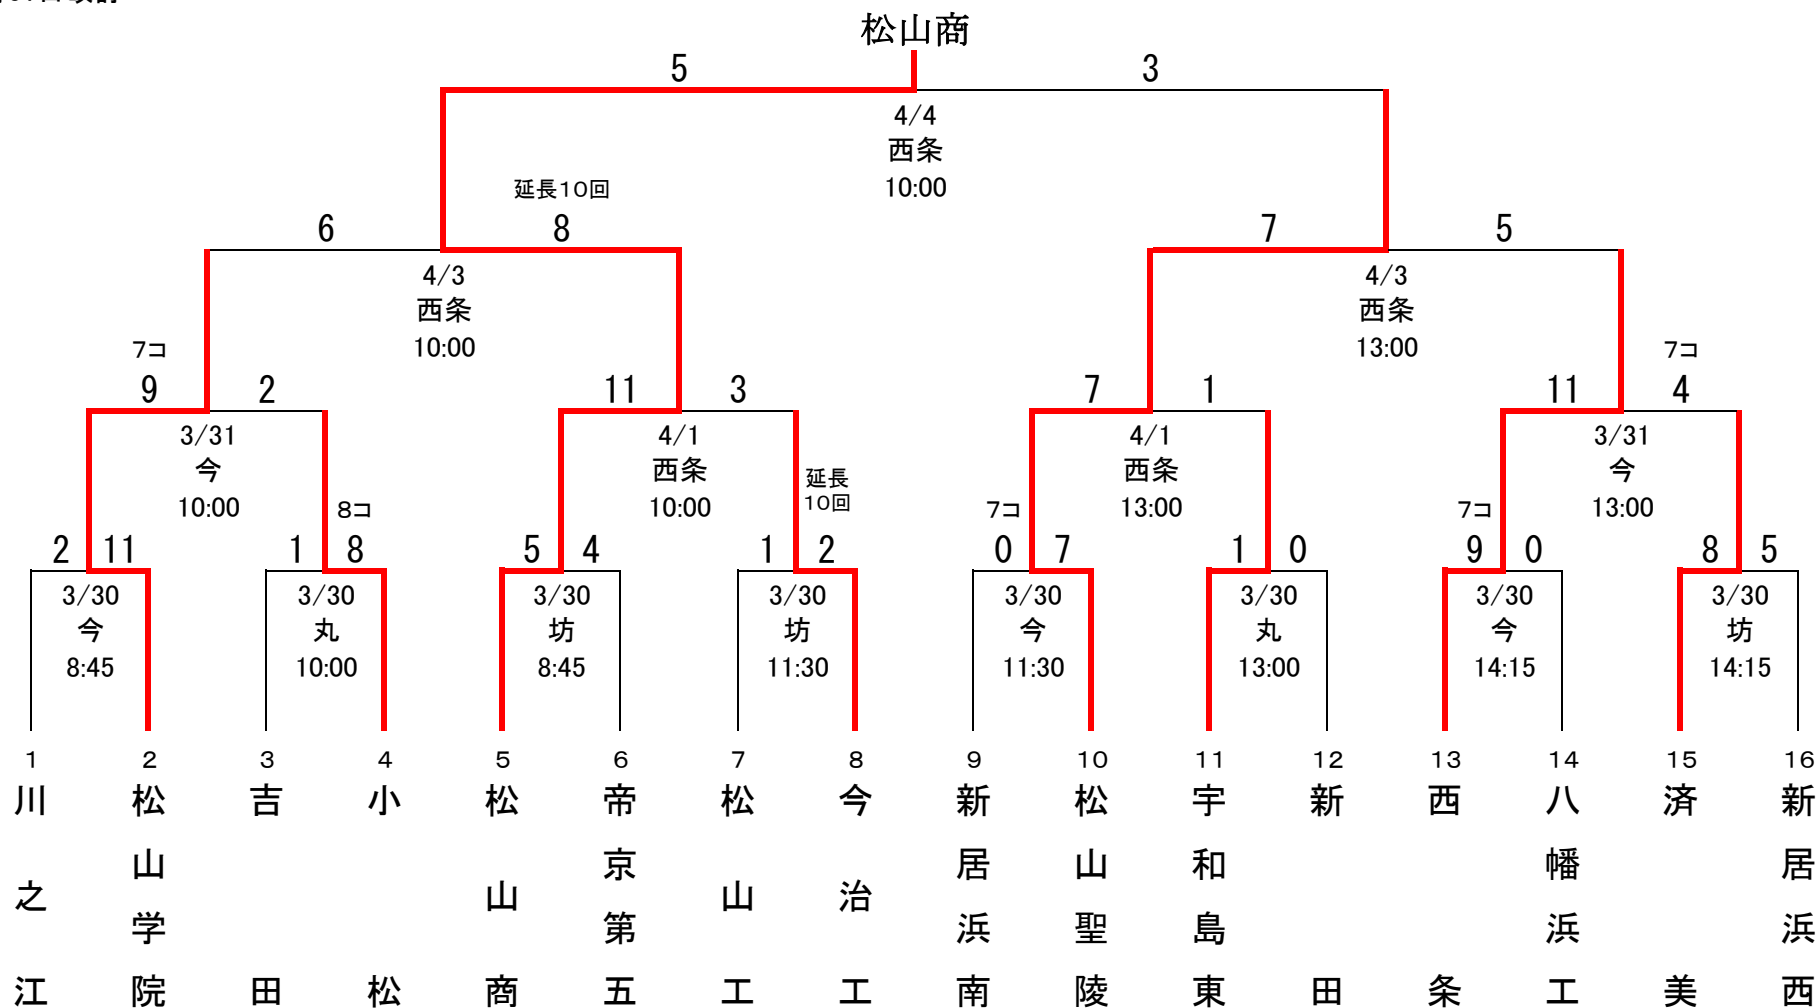 松山商
5 3
4/4
西条
10:00
延長10回
6 8 7 5
4/3 4/3
西条 西条
10:00 13:00
7コ 7コ
9 2 11 3 7 1 11 4
3/31 4/1 4/1 3/31
今 西条 西条 今
10:00 10:00 13:00 13:00
8コ 延長 7コ 7コ
10回
2 11 1 8 5 4 1 2 0 7 1 0 9 0 8 5
3/30 3/30 3/30 3/30 3/30 3/30 3/30 3/30
今 丸 坊 坊 今 丸 今 坊
8:45 10:00 8:45 11:30 11:30 13:00 14:15 14:15
1 2 3 4 5 6 7 8 9 10 11 12 13 14 15 16
川之江
松山学院
吉田
小松
松山商
帝京第五
松山工
今治工
新居浜南
松山聖陵
宇和島東
新田
西条
八幡浜工
済美
新居浜西